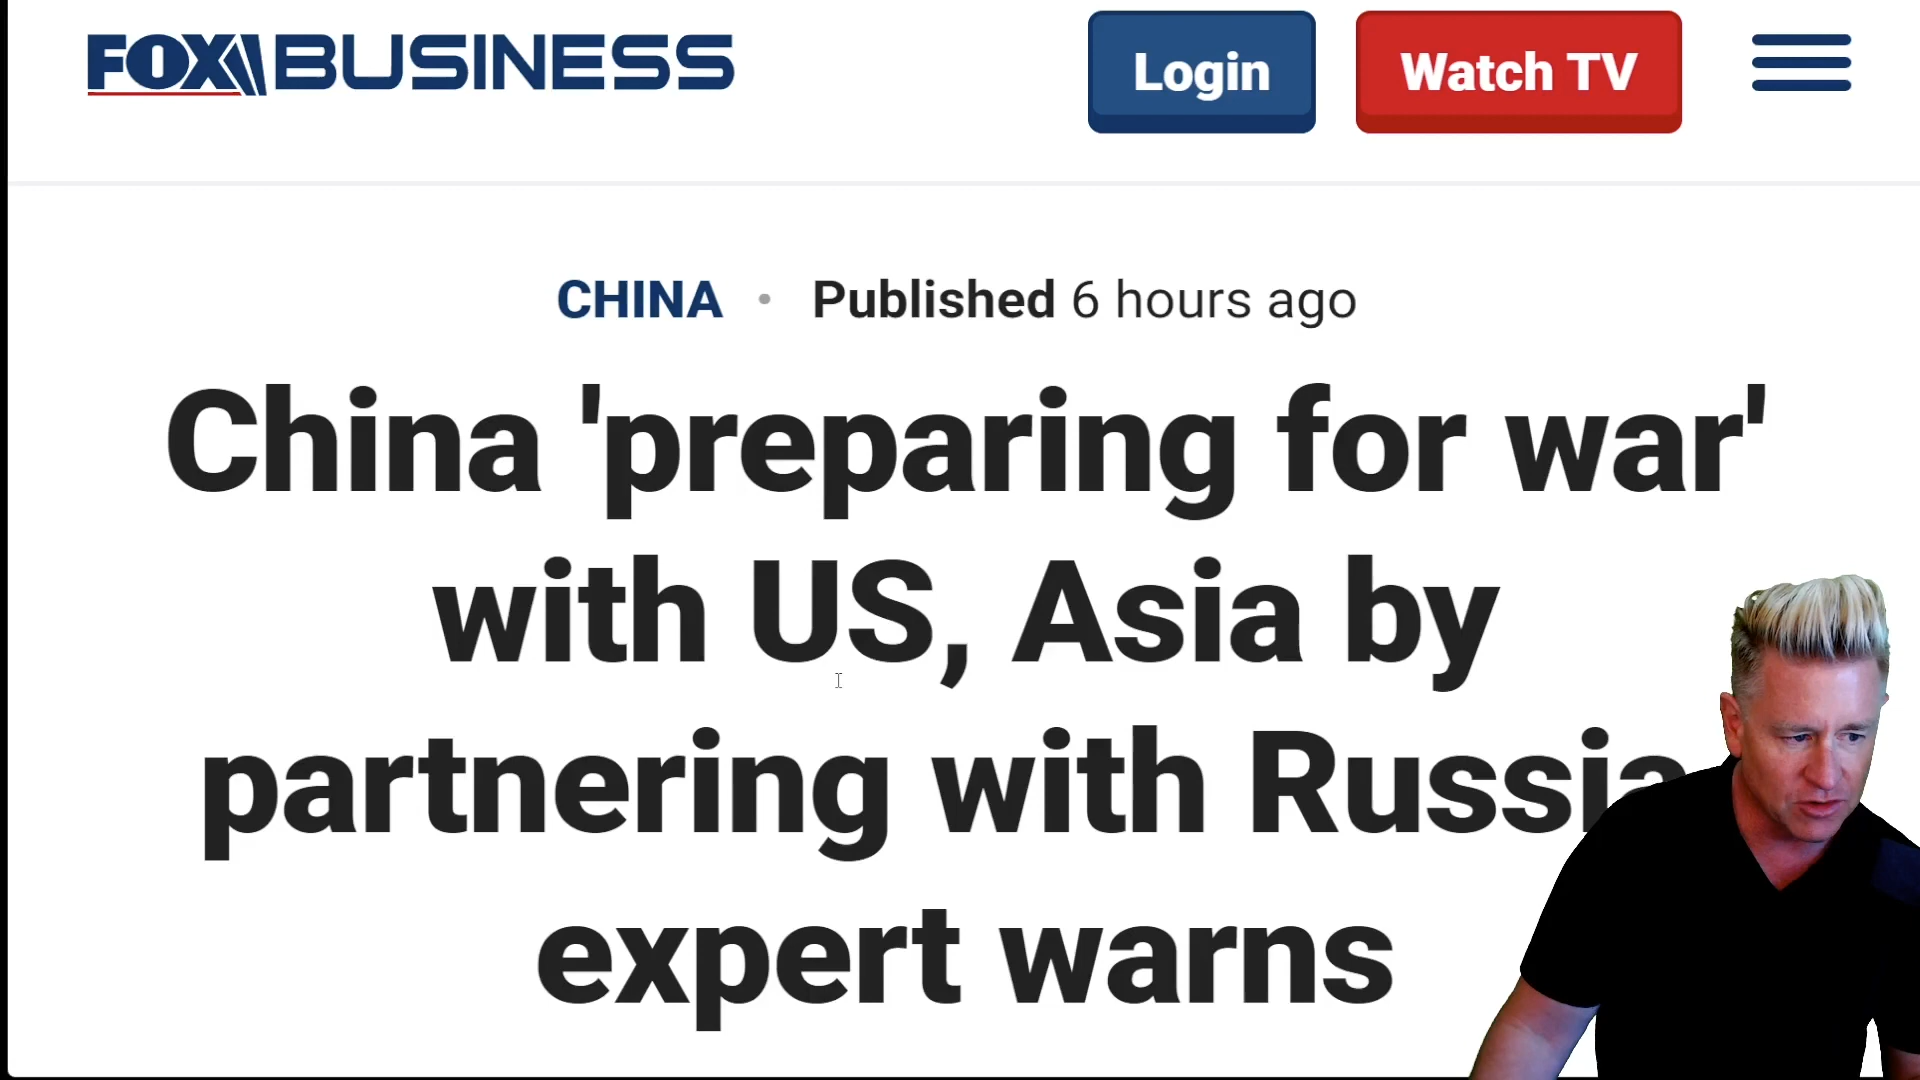 FOX BUSINESS
Login
Watch TV
CHINA • Published 6 hours ago
China 'preparing for war'
with US, Asia by
partnering with Russia
expert warns